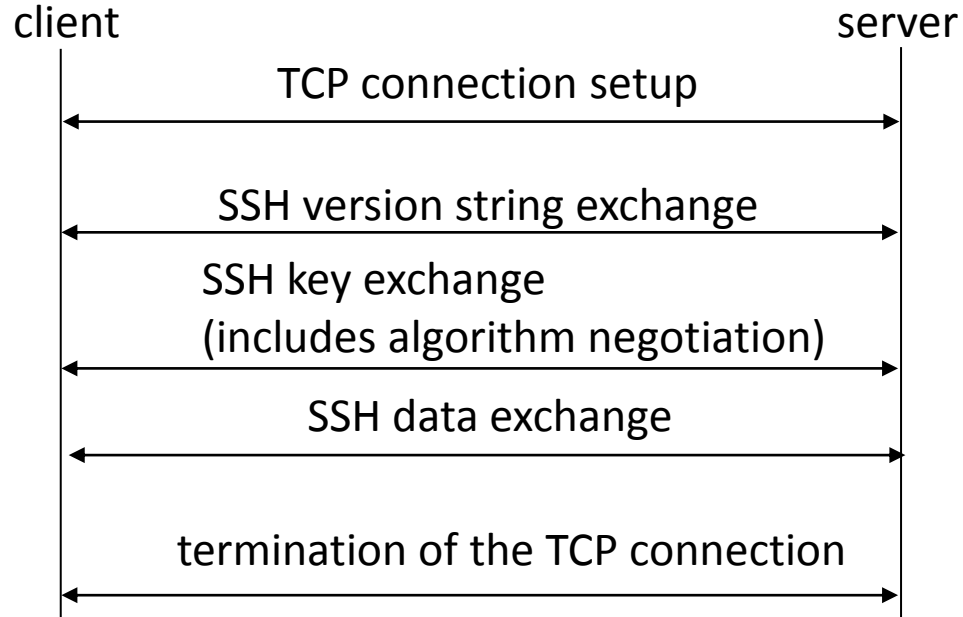 client
server
TCP connection setup
SSH version string exchange
SSH key exchange
(includes algorithm negotiation)
SSH data exchange
termination of the TCP connection